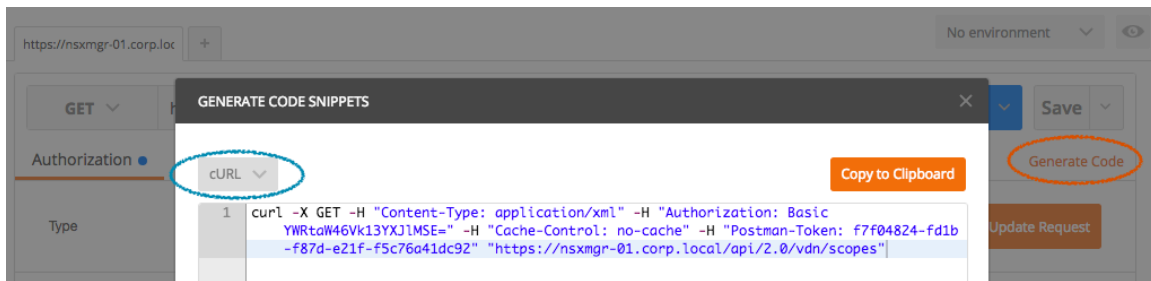 No environment
https://nsxmgr-01.corp.loc +
GET h GENERATE CODE SNIPPETS × Save
Authorization cURL Copy to Clipboard Generate Code
1 curl -X GET -H "Content-Type: application/xml" -H "Authorization: Basic
Type YWRtaW46Vk13YXJlMSE=" -H "Cache-Control: no-cache" -H "Postman-Token: f7f04824-fd1b Update Request
-f87d-e21f-f5c76a41dc92" "https://nsxmgr-01.corp.local/api/2.0/vdn/scopes"